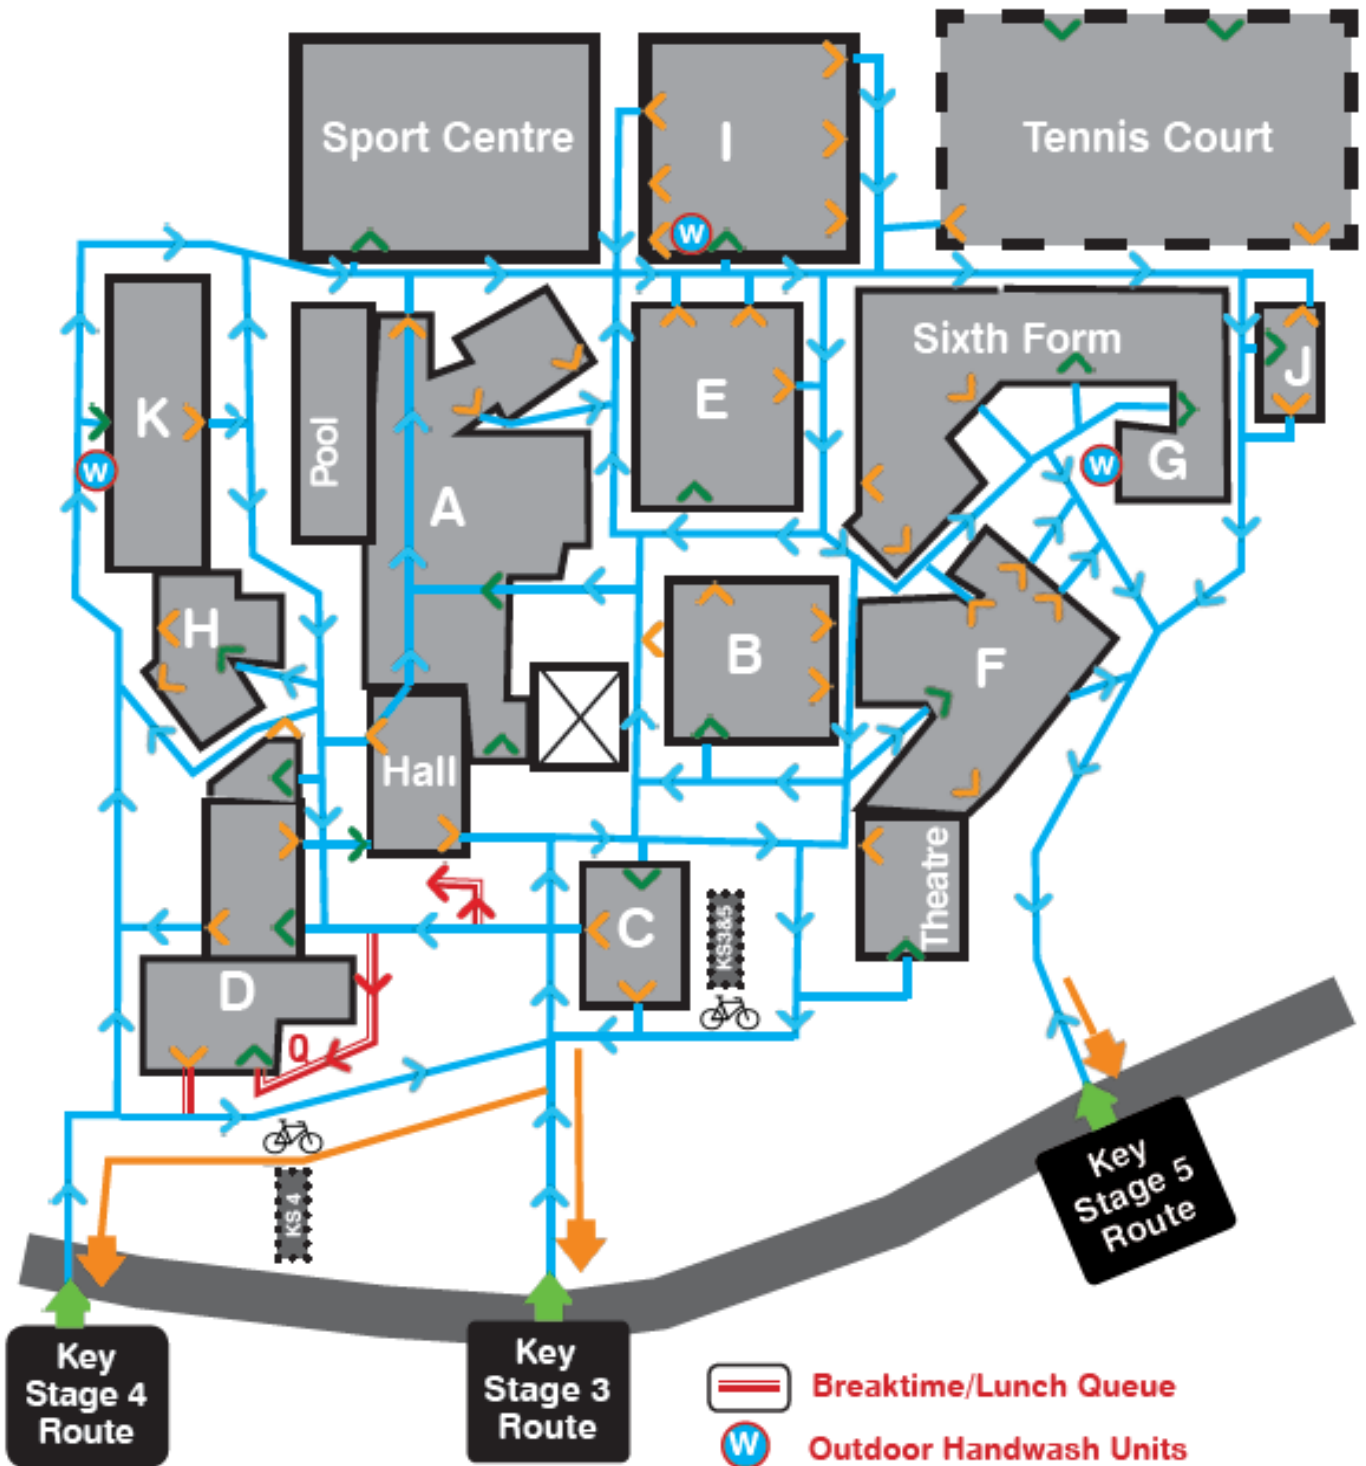 Sport Centre
I
Tennis Court
W
Sixth Form
J
K
Pool
E
A
G
W
W
H
B
F
Hall
Theatre
C
KS3&5
D
Q
KS 4
Key
Stage 5
Route
Key
Stage 4
Route
Key
Stage 3
Route
Breaktime/Lunch Queue
W
Outdoor Handwash Units